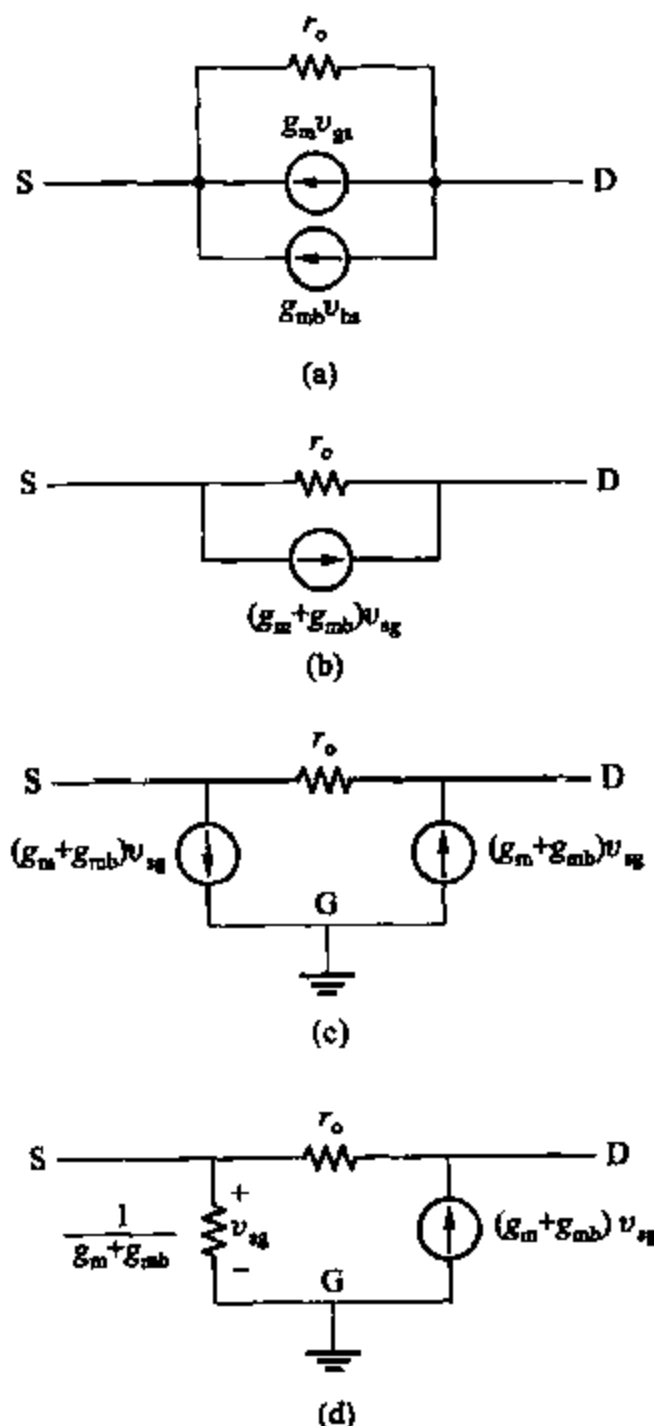 r_o
g_m v_gs
S D
g_mb v_bs
(a)
r_o
S D
(g_m+g_mb)v_sg
(b)
r_o
S D
(g_m+g_mb)v_sg (g_m+g_mb)v_sg
G
(c)
r_o
S D
+
1/(g_m+g_mb) v_sg (g_m+g_mb) v_sg
−
G
(d)